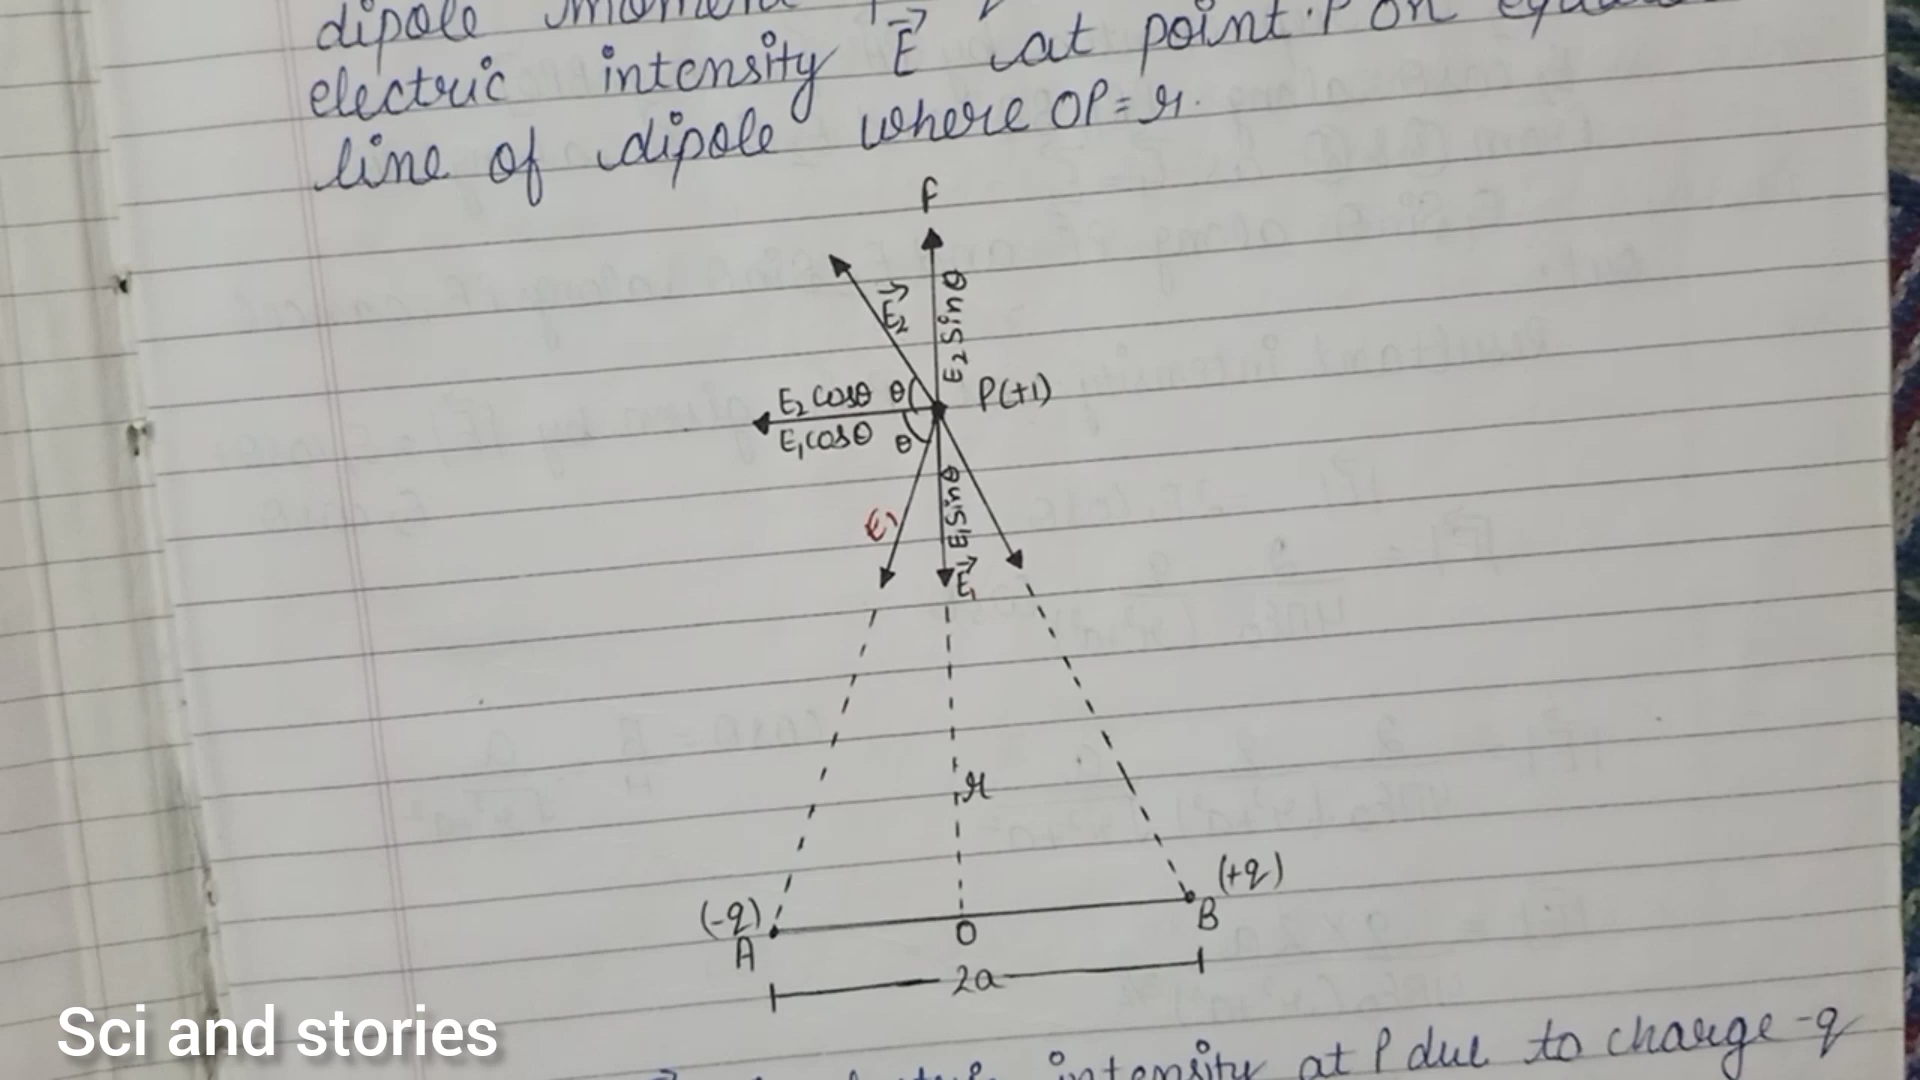 dipole moment
electric intensity E⃗ at point P on
line of dipole where OP = r.
F
E⃗₂
E₂ sinθ
E₂ cosθ θ
P(+1)
E₁ cosθ θ
E₁ sinθ
E₁
E⃗₁
r
(-q)
(+q)
A
O
B
2a
intensity at P due to charge -q
Sci and stories